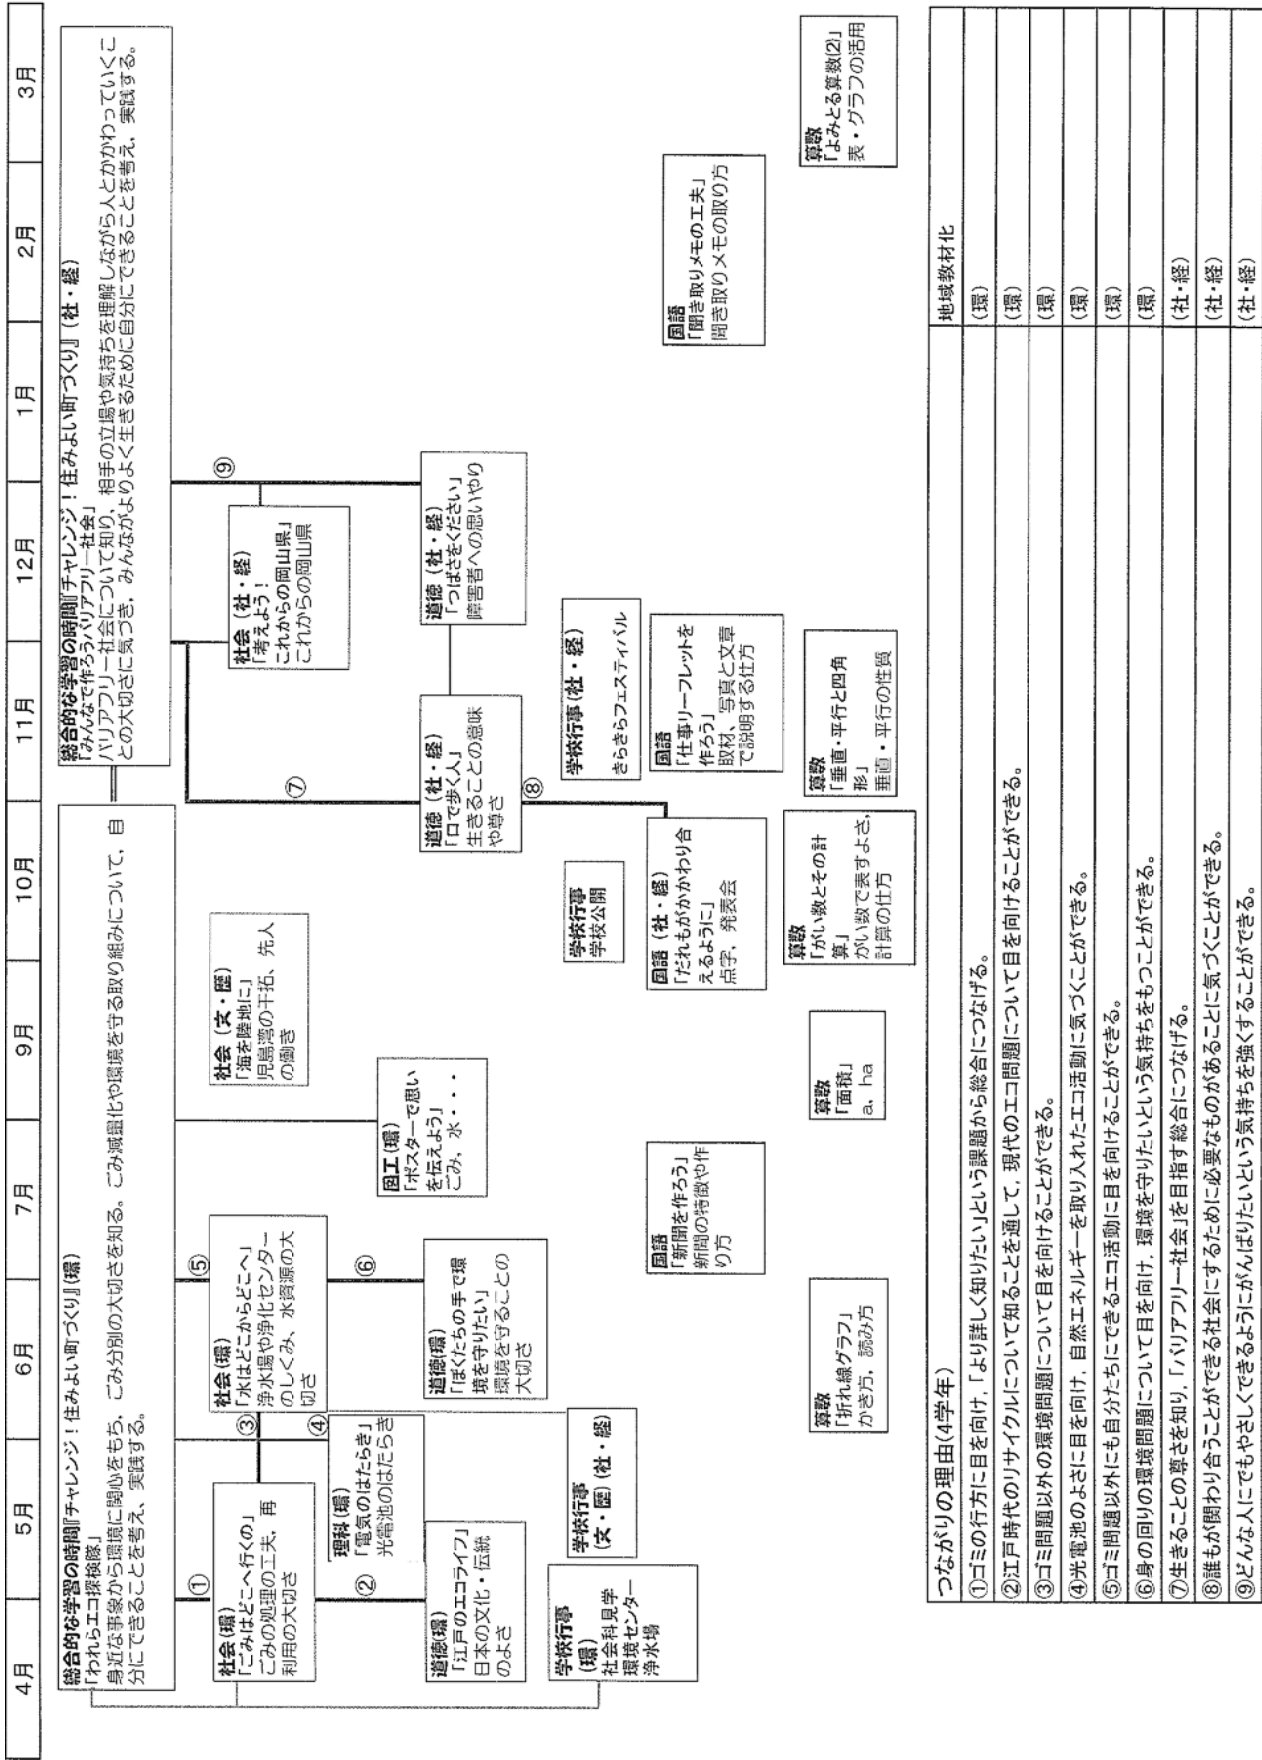 4月 5月 6月 7月 9月 10月 11月 12月 1月 2月 3月
総合的な学習の時間『チャレンジ！住みよい町づくり』(環)
「われらエコ探検隊」
身近な事象から環境に関心をもち、ごみ分別の大切さを知る。ごみ減量化や環境を守る取り組みについて、自
分にできることを考え、実践する。
総合的な学習の時間『チャレンジ！住みよい町づくり』(社・経)
「みんなで作ろうバリアフリー社会」
バリアフリー社会について知り、相手の立場や気持ちを理解しながら人とかかわっていくこ
との大切さに気づき、みんながよりよく生きるために自分にできることを考え、実践する。
①
社会(環)
「ごみはどこへ行くの」
ごみの処理の工夫、再
利用の大切さ
②
道徳(環)
「江戸のエコライフ」
日本の文化・伝統
のよさ
学校行事
(環)
社会科見学
環境センター
浄水場
③
④
理科(環)
「電気のはたらき」
光電池のはたらき
学校行事
(文・歴)(社・経)
⑤
社会(環)
「水はどこからどこへ」
浄水場や浄化センター
のしくみ、水資源の大
切さ
⑥
道徳(環)
「ぼくたちの手で環
境を守りたい」
環境を守ることの
大切さ
算数
「折れ線グラフ」
かき方、読み方
図工(環)
「ポスターで思い
を伝えよう」
ごみ、水・・・
国語
「新聞を作ろう」
新聞の特徴や作
り方
社会(文・歴)
「海を陸地に」
児島湾の干拓、先人
の働き
算数
「面積」
a、ha
学校行事
学校公開
国語(社・経)
「だれもがかかわり合
えるように」
点字、発表会
算数
「がい数とその計
算」
がい数で表すよさ、
計算の仕方
⑦
道徳(社・経)
「口で歩く人」
生きることの意味
や尊さ
⑧
社会(社・経)
「考えよう！
これからの岡山県」
これからの岡山県
⑨
道徳(社・経)
「つばさをください」
障害者への思いやり
学校行事(社・経)
きらきらフェスティバル
国語
「仕事リーフレットを
作ろう」
取材、写真と文章
で説明する仕方
算数
「垂直・平行と四角
形」
垂直・平行の性質
国語
「聞き取りメモの工夫」
聞き取りメモの取り方
算数
「よみとる算数(2)」
表・グラフの活用
つながりの理由(4学年) 地域教材化
①ゴミの行方に目を向け、「より詳しく知りたい」という課題から総合につなげる。 (環)
②江戸時代のリサイクルについて知ることを通して、現代のエコ問題について目を向けることができる。 (環)
③ゴミ問題以外の環境問題について目を向けることができる。 (環)
④光電池のよさに目を向け、自然エネルギーを取り入れたエコ活動に気づくことができる。 (環)
⑤ゴミ問題以外にも自分たちにできるエコ活動に目を向けることができる。 (環)
⑥身の回りの環境問題について目を向け、環境を守りたいという気持ちをもつことができる。 (環)
⑦生きることの尊さを知り、「バリアフリー社会」を目指す総合につなげる。 (社・経)
⑧誰もが関わり合うことができる社会にするために必要なものがあることに気づくことができる。 (社・経)
⑨どんな人にでもやさしくできるようにがんばりたいという気持ちを強くすることができる。 (社・経)